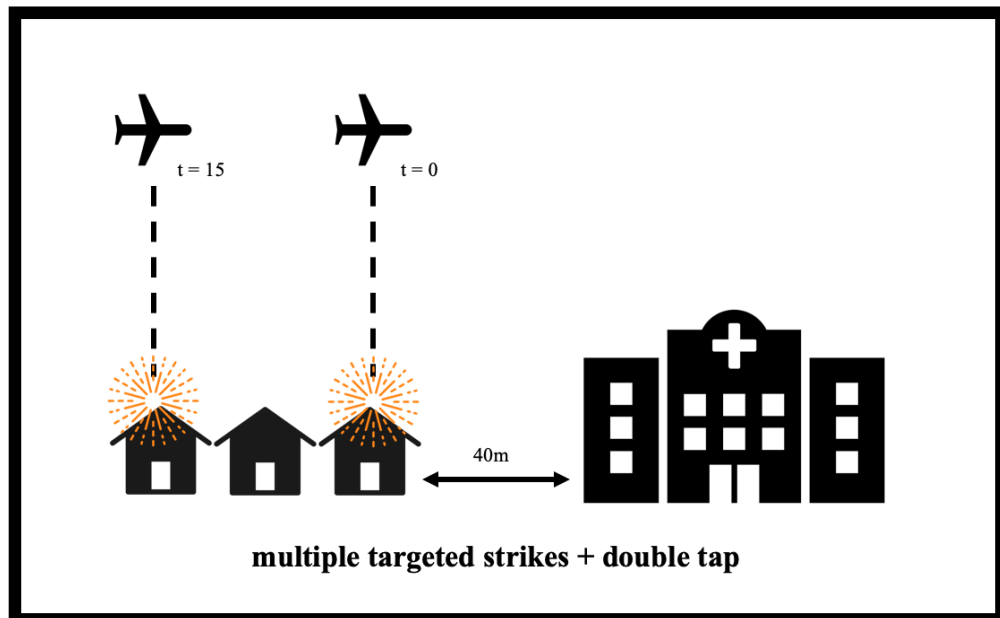 t = 15
t = 0
40m
multiple targeted strikes + double tap